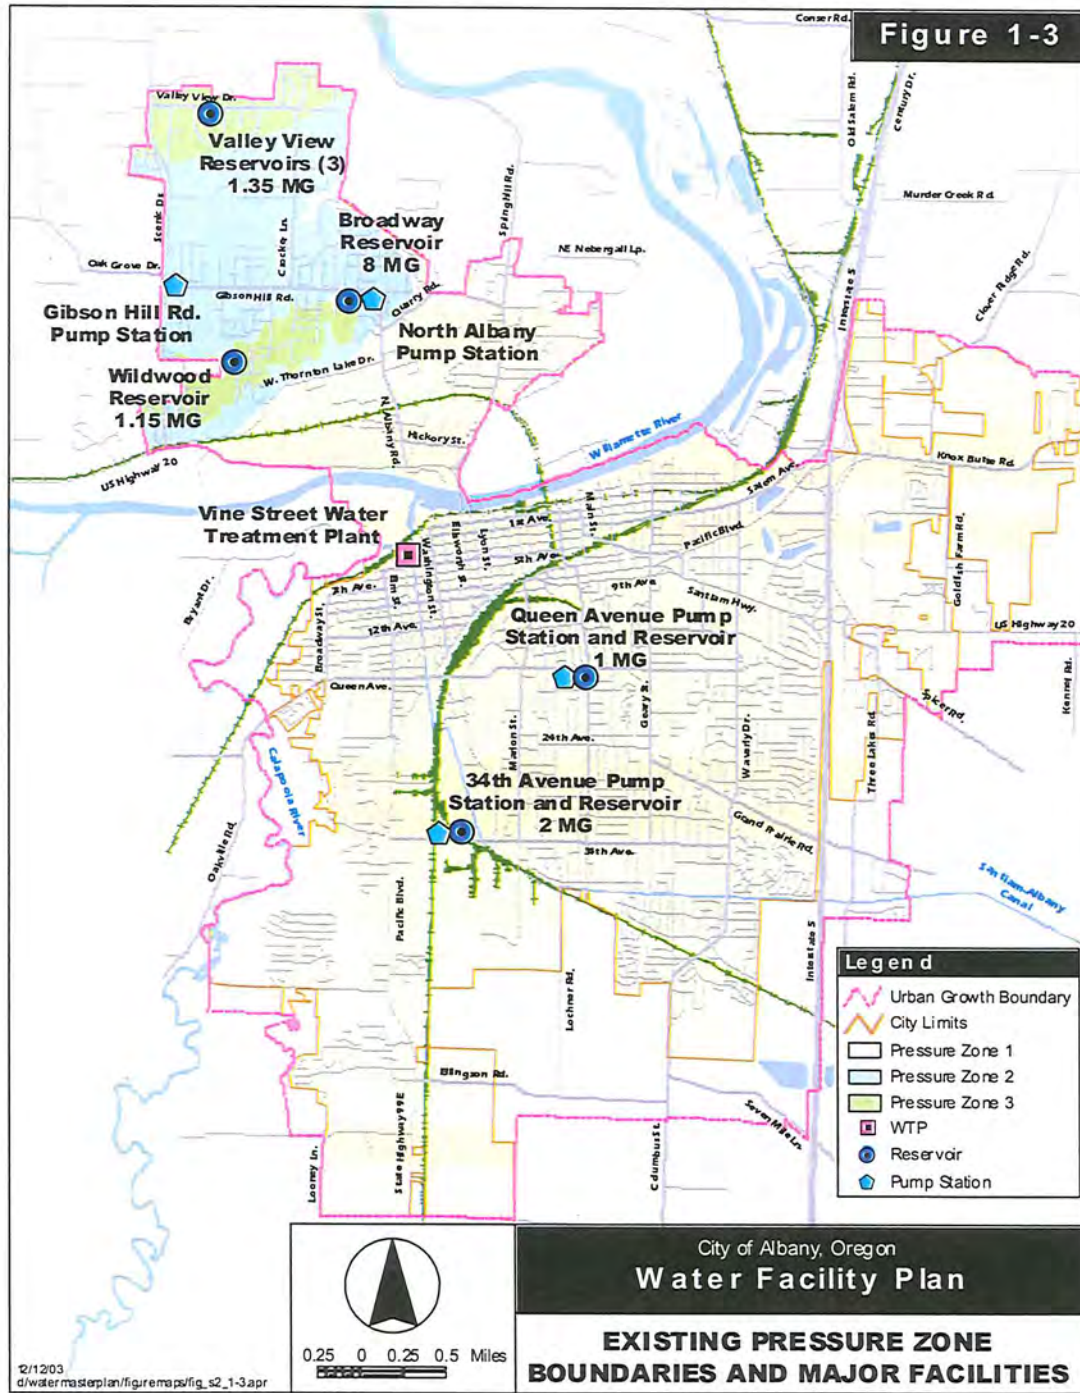 Figure 1-3
Conser Rd.
Old Salem Rd.
Century Dr.
Valley View Dr.
Valley View
Reservoirs (3)
1.35 MG
Scenic Dr.
Crocker Ln.
Spring Hill Rd.
Murder Creek Rd.
Broadway
Reservoir
8 MG
NE Nebergall Lp.
Oak Grove Dr.
Clover Ridge Rd.
Interstate 5
Gibson Hill Rd.
Quarry Rd.
Gibson Hill Rd.
Pump Station
North Albany
Pump Station
W. Thornton Lake Dr.
Wildwood
Reservoir
1.15 MG
N. Albany Rd.
Hickory St.
Willamette River
US Highway 20
Knox Butte Rd.
Salem Ave.
Vine Street Water
Treatment Plant
1st Ave.
Main St.
Ellsworth St.
Lyon St.
Washington St.
5th Ave.
Pacific Blvd.
Goldfish Farm Rd.
Bryant Dr.
7th Ave.
Elm St.
9th Ave.
Santiam Hwy.
Broadway St.
12th Ave.
US Highway 20
Queen Avenue Pump
Station and Reservoir
1 MG
Queen Ave.
Geary St.
Kennel Rd.
Spicer Rd.
Marion St.
24th Ave.
Waverly Dr.
Three Lakes Rd.
Calapooia River
34th Avenue Pump
Station and Reservoir
2 MG
Grand Prairie Rd.
Oakville Rd.
34th Ave.
Santiam-Albany
Canal
Pacific Blvd.
Interstate 5
Lochner Rd.
Ellingson Rd.
Seven Mile Ln.
Columbus St.
State Highway 99E
Looney Ln.
Legend
Urban Growth Boundary
City Limits
Pressure Zone 1
Pressure Zone 2
Pressure Zone 3
WTP
Reservoir
Pump Station
0.25 0 0.25 0.5 Miles
City of Albany, Oregon
Water Facility Plan
EXISTING PRESSURE ZONE
BOUNDARIES AND MAJOR FACILITIES
12/12/03
d/watermasterplan/figuremaps/fig_s2_1-3.apr